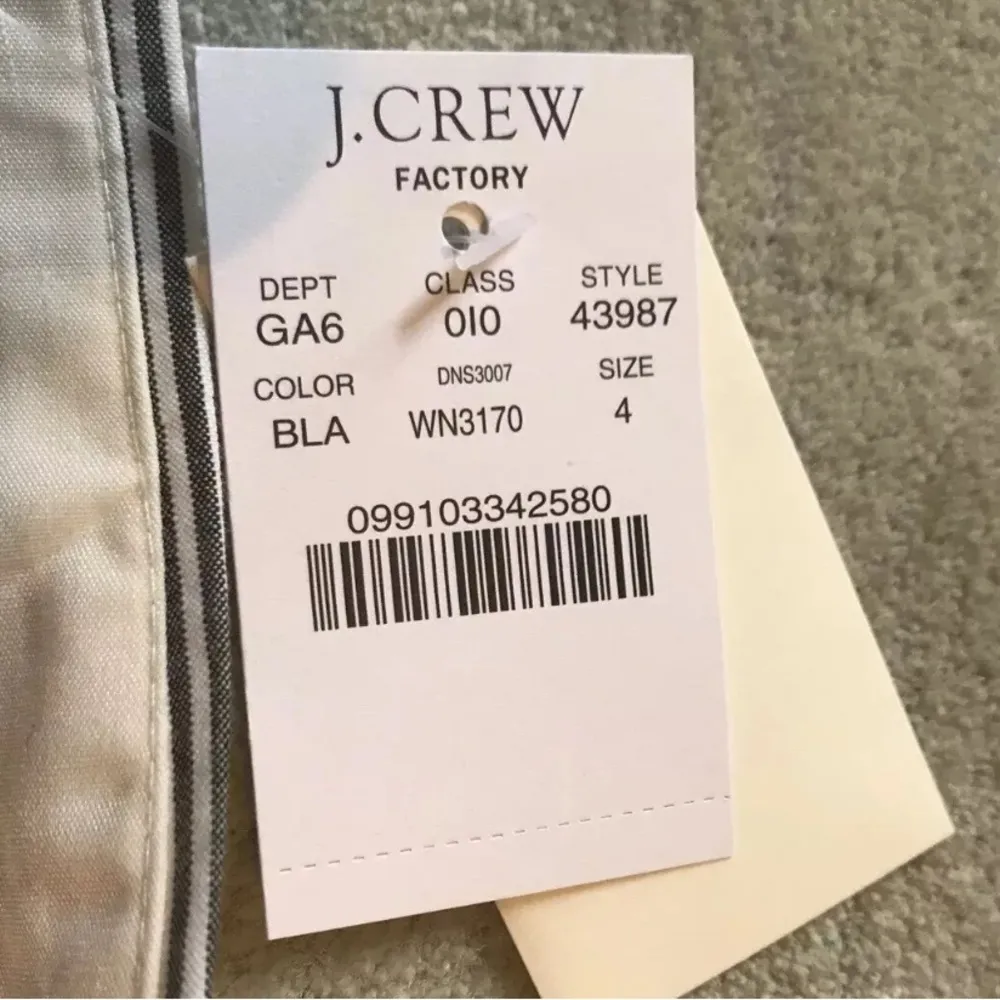 J.CREW
FACTORY
DEPT CLASS STYLE
GA6 010 43987
COLOR DNS3007 SIZE
BLA WN3170 4
099103342580